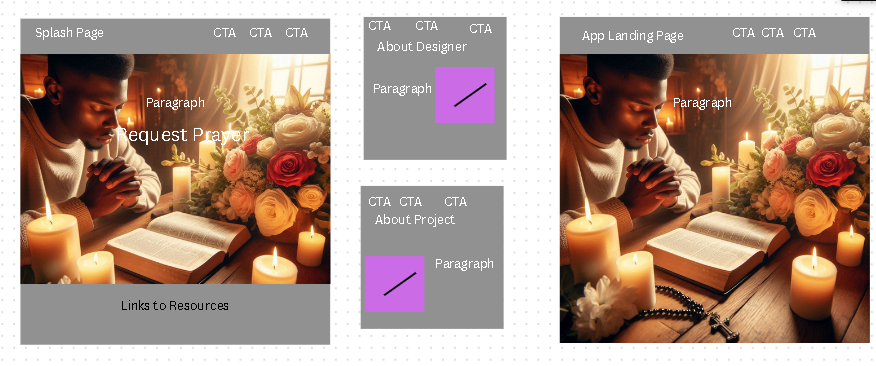 Splash Page
CTA CTA CTA
Paragraph
Request Prayer
Links to Resources
CTA CTA CTA
About Designer
Paragraph
CTA CTA CTA
About Project
Paragraph
App Landing Page
CTA CTA CTA
Paragraph